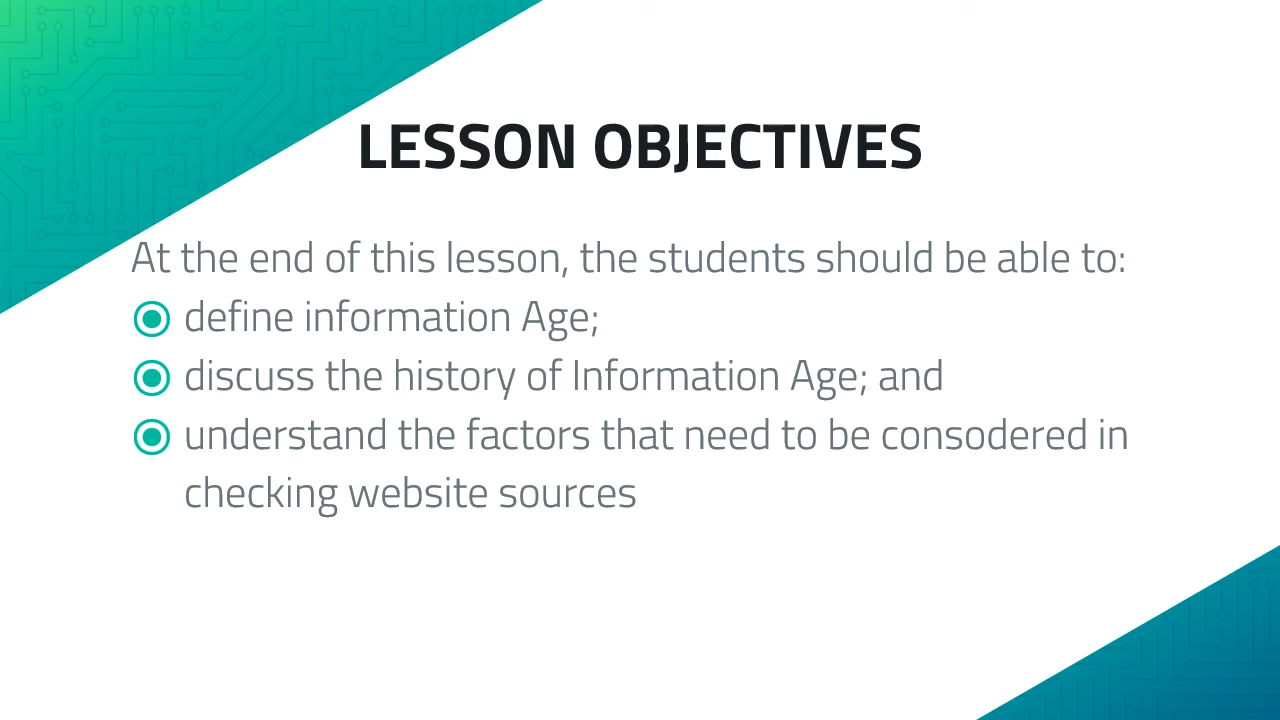 LESSON OBJECTIVES
At the end of this lesson, the students should be able to:
define information Age;
discuss the history of Information Age; and
understand the factors that need to be consodered in
checking website sources